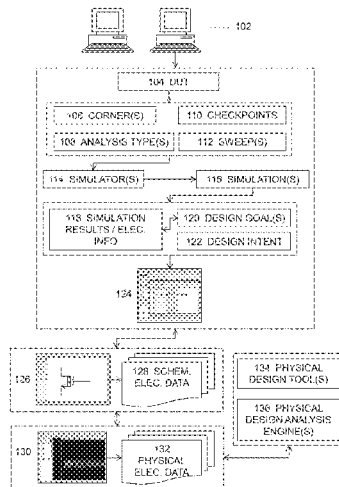 102
104 DUT
106 CORNER(S)
110 CHECKPOINTS
108 ANALYSIS TYPE(S)
112 SWEEP(S)
114 SIMULATOR(S)
116 SIMULATION(S)
118 SIMULATION
RESULTS / ELEC.
INFO
120 DESIGN GOAL(S)
122 DESIGN INTENT
124
126
128 SCHEM.
ELEC. DATA
134 PHYSICAL
DESIGN TOOL(S)
136 PHYSICAL
DESIGN ANALYSIS
ENGINE(S)
130
132
PHYSICAL
ELEC. DATA